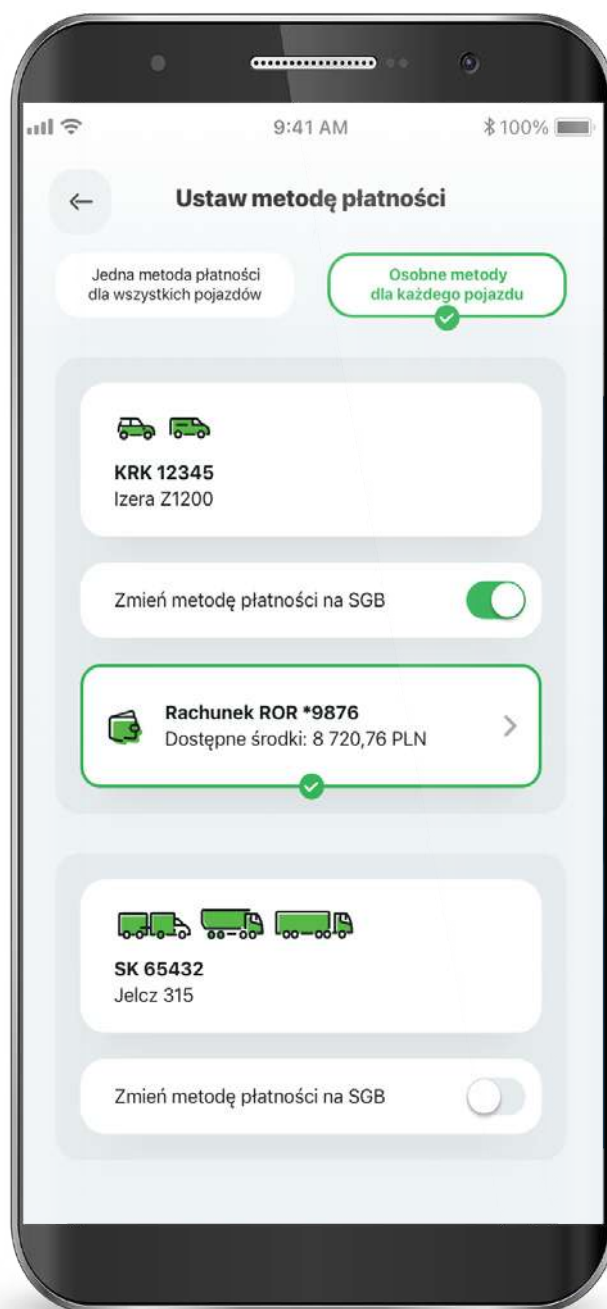 9:41 AM
100%
Ustaw metodę płatności
Jedna metoda płatności
dla wszystkich pojazdów
Osobne metody
dla każdego pojazdu
KRK 12345
Izera Z1200
Zmień metodę płatności na SGB
Rachunek ROR *9876
Dostępne środki: 8 720,76 PLN
SK 65432
Jelcz 315
Zmień metodę płatności na SGB